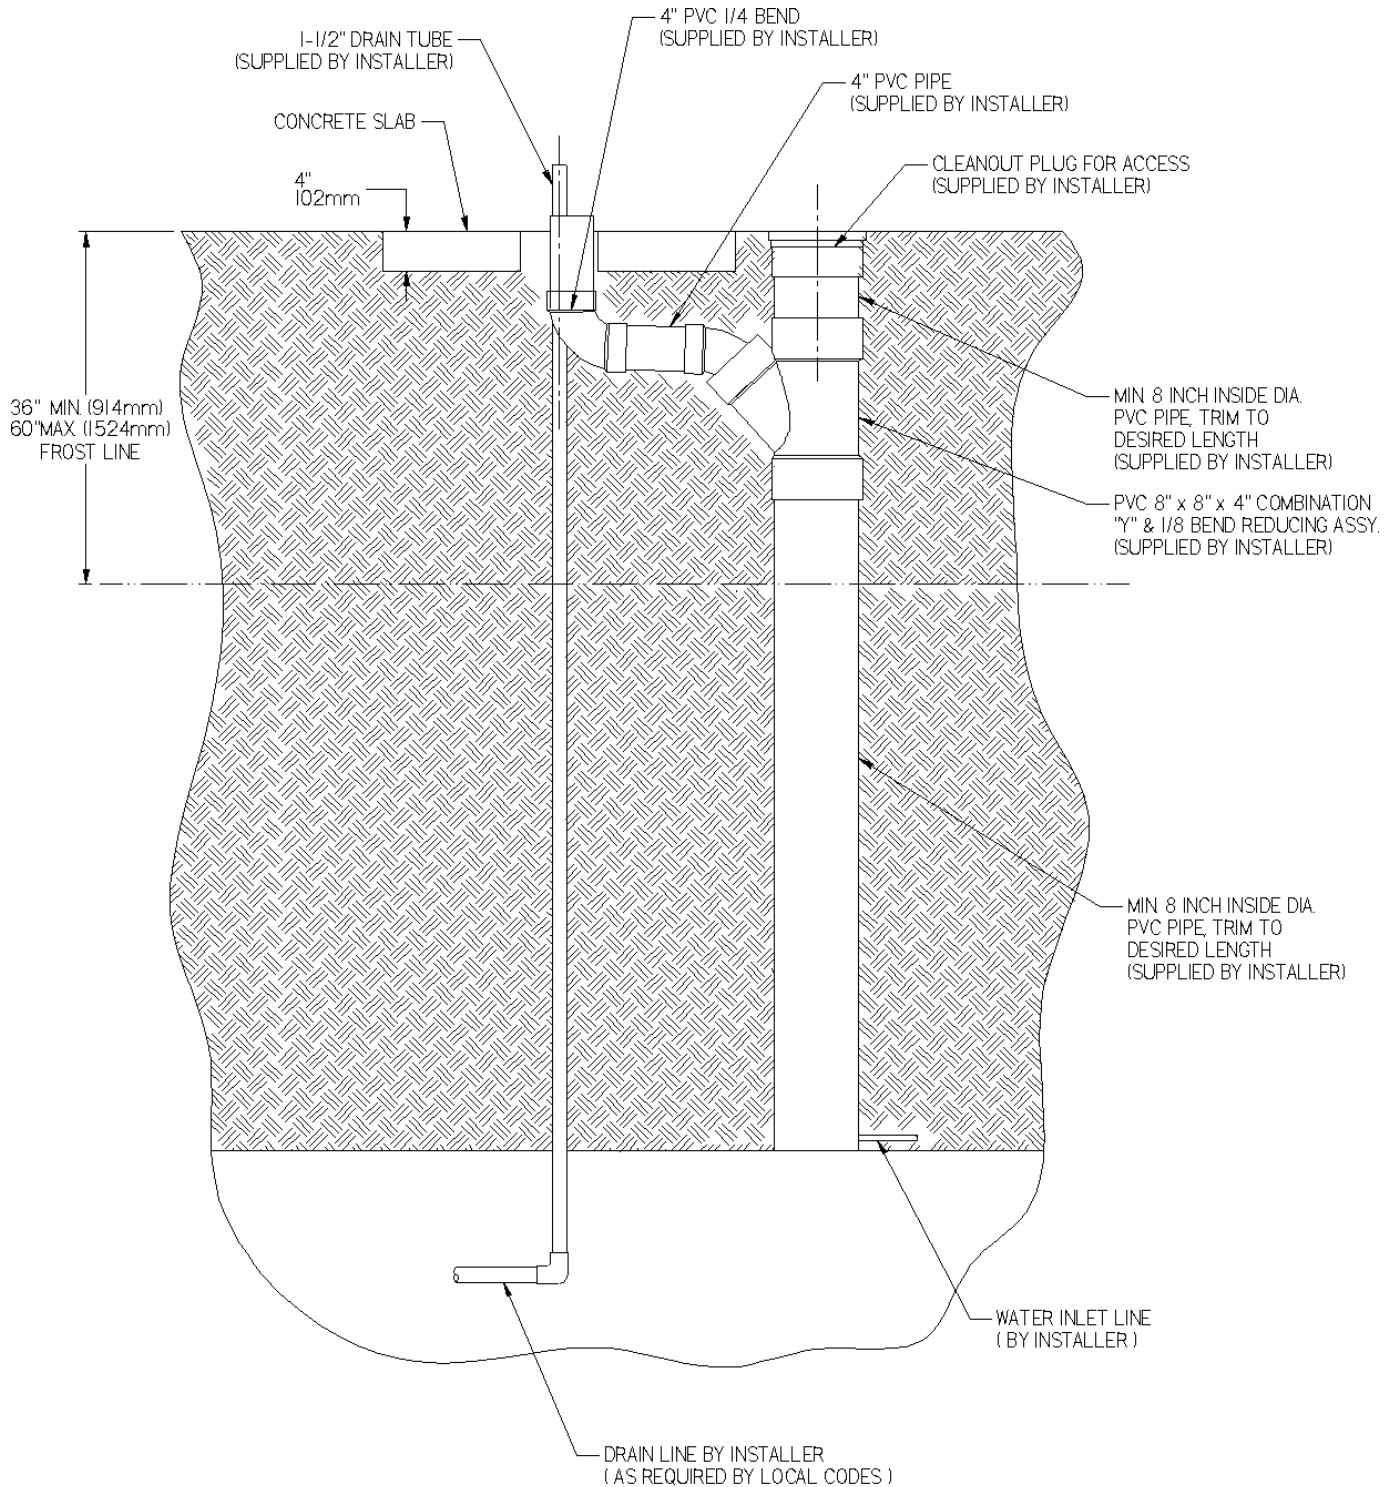 4" PVC 1/4 BEND
(SUPPLIED BY INSTALLER)
1-1/2" DRAIN TUBE
(SUPPLIED BY INSTALLER)
4" PVC PIPE
(SUPPLIED BY INSTALLER)
CONCRETE SLAB
CLEANOUT PLUG FOR ACCESS
(SUPPLIED BY INSTALLER)
4"
102mm
36" MIN. (914mm)
60"MAX. (1524mm)
FROST LINE
MIN. 8 INCH INSIDE DIA.
PVC PIPE, TRIM TO
DESIRED LENGTH
(SUPPLIED BY INSTALLER)
PVC 8" x 8" x 4" COMBINATION
"Y" & 1/8 BEND REDUCING ASSY.
(SUPPLIED BY INSTALLER)
MIN. 8 INCH INSIDE DIA.
PVC PIPE, TRIM TO
DESIRED LENGTH
(SUPPLIED BY INSTALLER)
WATER INLET LINE
( BY INSTALLER )
DRAIN LINE BY INSTALLER
( AS REQUIRED BY LOCAL CODES )